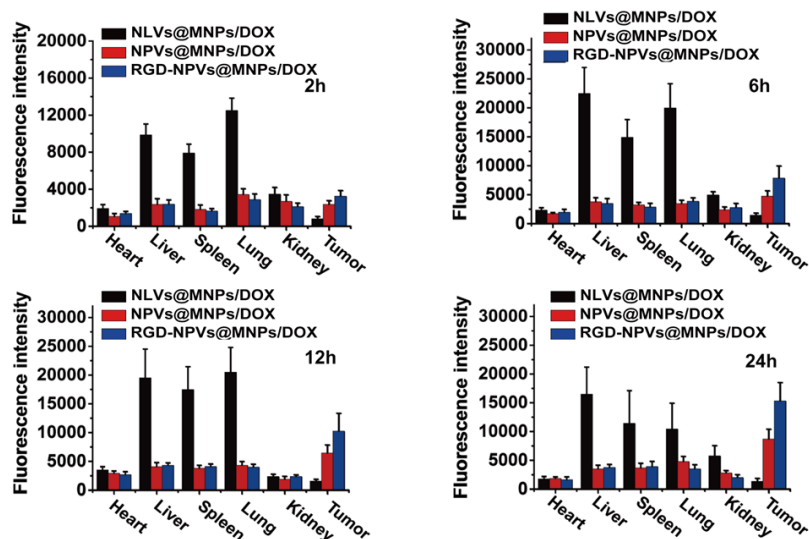 NLVs@MNPs/DOX
NPVs@MNPs/DOX
RGD-NPVs@MNPs/DOX
2h
Fluorescence intensity
20000
16000
12000
8000
4000
0
Heart Liver Spleen Lung Kidney Tumor
NLVs@MNPs/DOX
NPVs@MNPs/DOX
RGD-NPVs@MNPs/DOX
6h
Fluorescence intensity
30000
25000
20000
15000
10000
5000
0
Heart Liver Spleen Lung Kidney Tumor
NLVs@MNPs/DOX
NPVs@MNPs/DOX
RGD-NPVs@MNPs/DOX
12h
Fluorescence intensity
30000
25000
20000
15000
10000
5000
0
Heart Liver Spleen Lung Kidney Tumor
NLVs@MNPs/DOX
NPVs@MNPs/DOX
RGD-NPVs@MNPs/DOX
24h
Fluorescence intensity
30000
25000
20000
15000
10000
5000
0
Heart Liver Spleen Lung Kidney Tumor